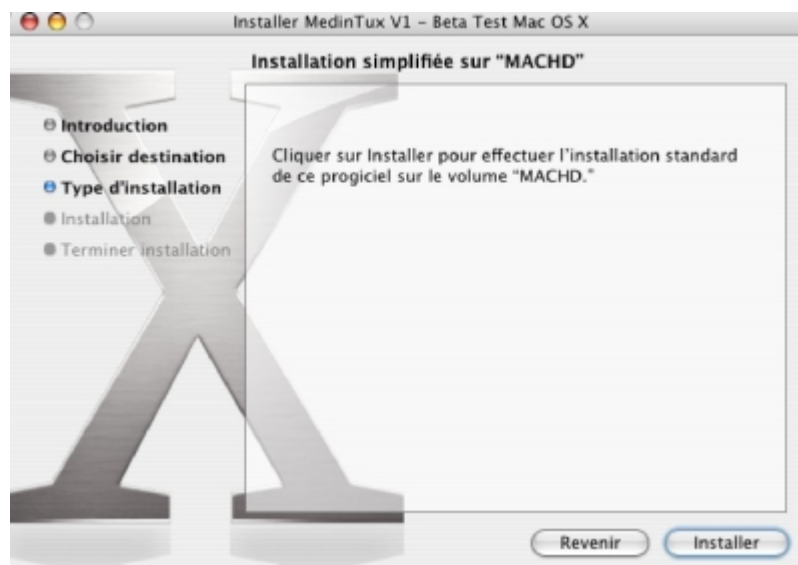 Installer MedinTux V1 – Beta Test Mac OS X
Installation simplifiée sur “MACHD”
Introduction
Choisir destination
Type d'installation
Installation
Terminer installation
Cliquer sur Installer pour effectuer l'installation standard
de ce progiciel sur le volume “MACHD.”
Revenir
Installer